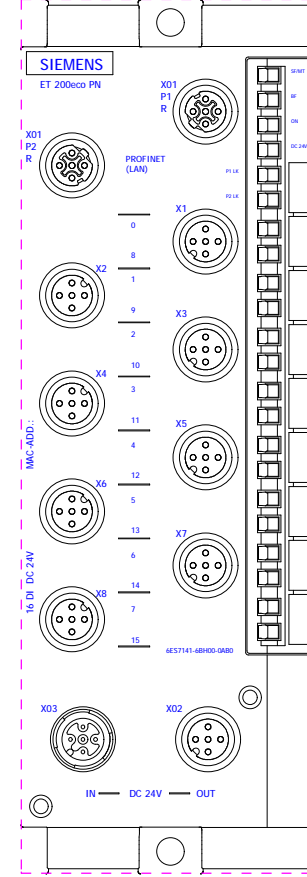 SIEMENS
ET 200eco PN
X01
P1
R
SF/MT
BF
ON
DC 24V
X01
P2
R
PROFINET
(LAN)
P1 LK
P2 LK
X1
0
8
X2
1
9
X3
2
10
X4
3
11
X5
4
12
MAC-ADD.:
X6
5
13
X7
6
14
16 DI DC 24V
X8
7
15
6ES7141-6BH00-0AB0
X03
X02
IN DC 24V OUT